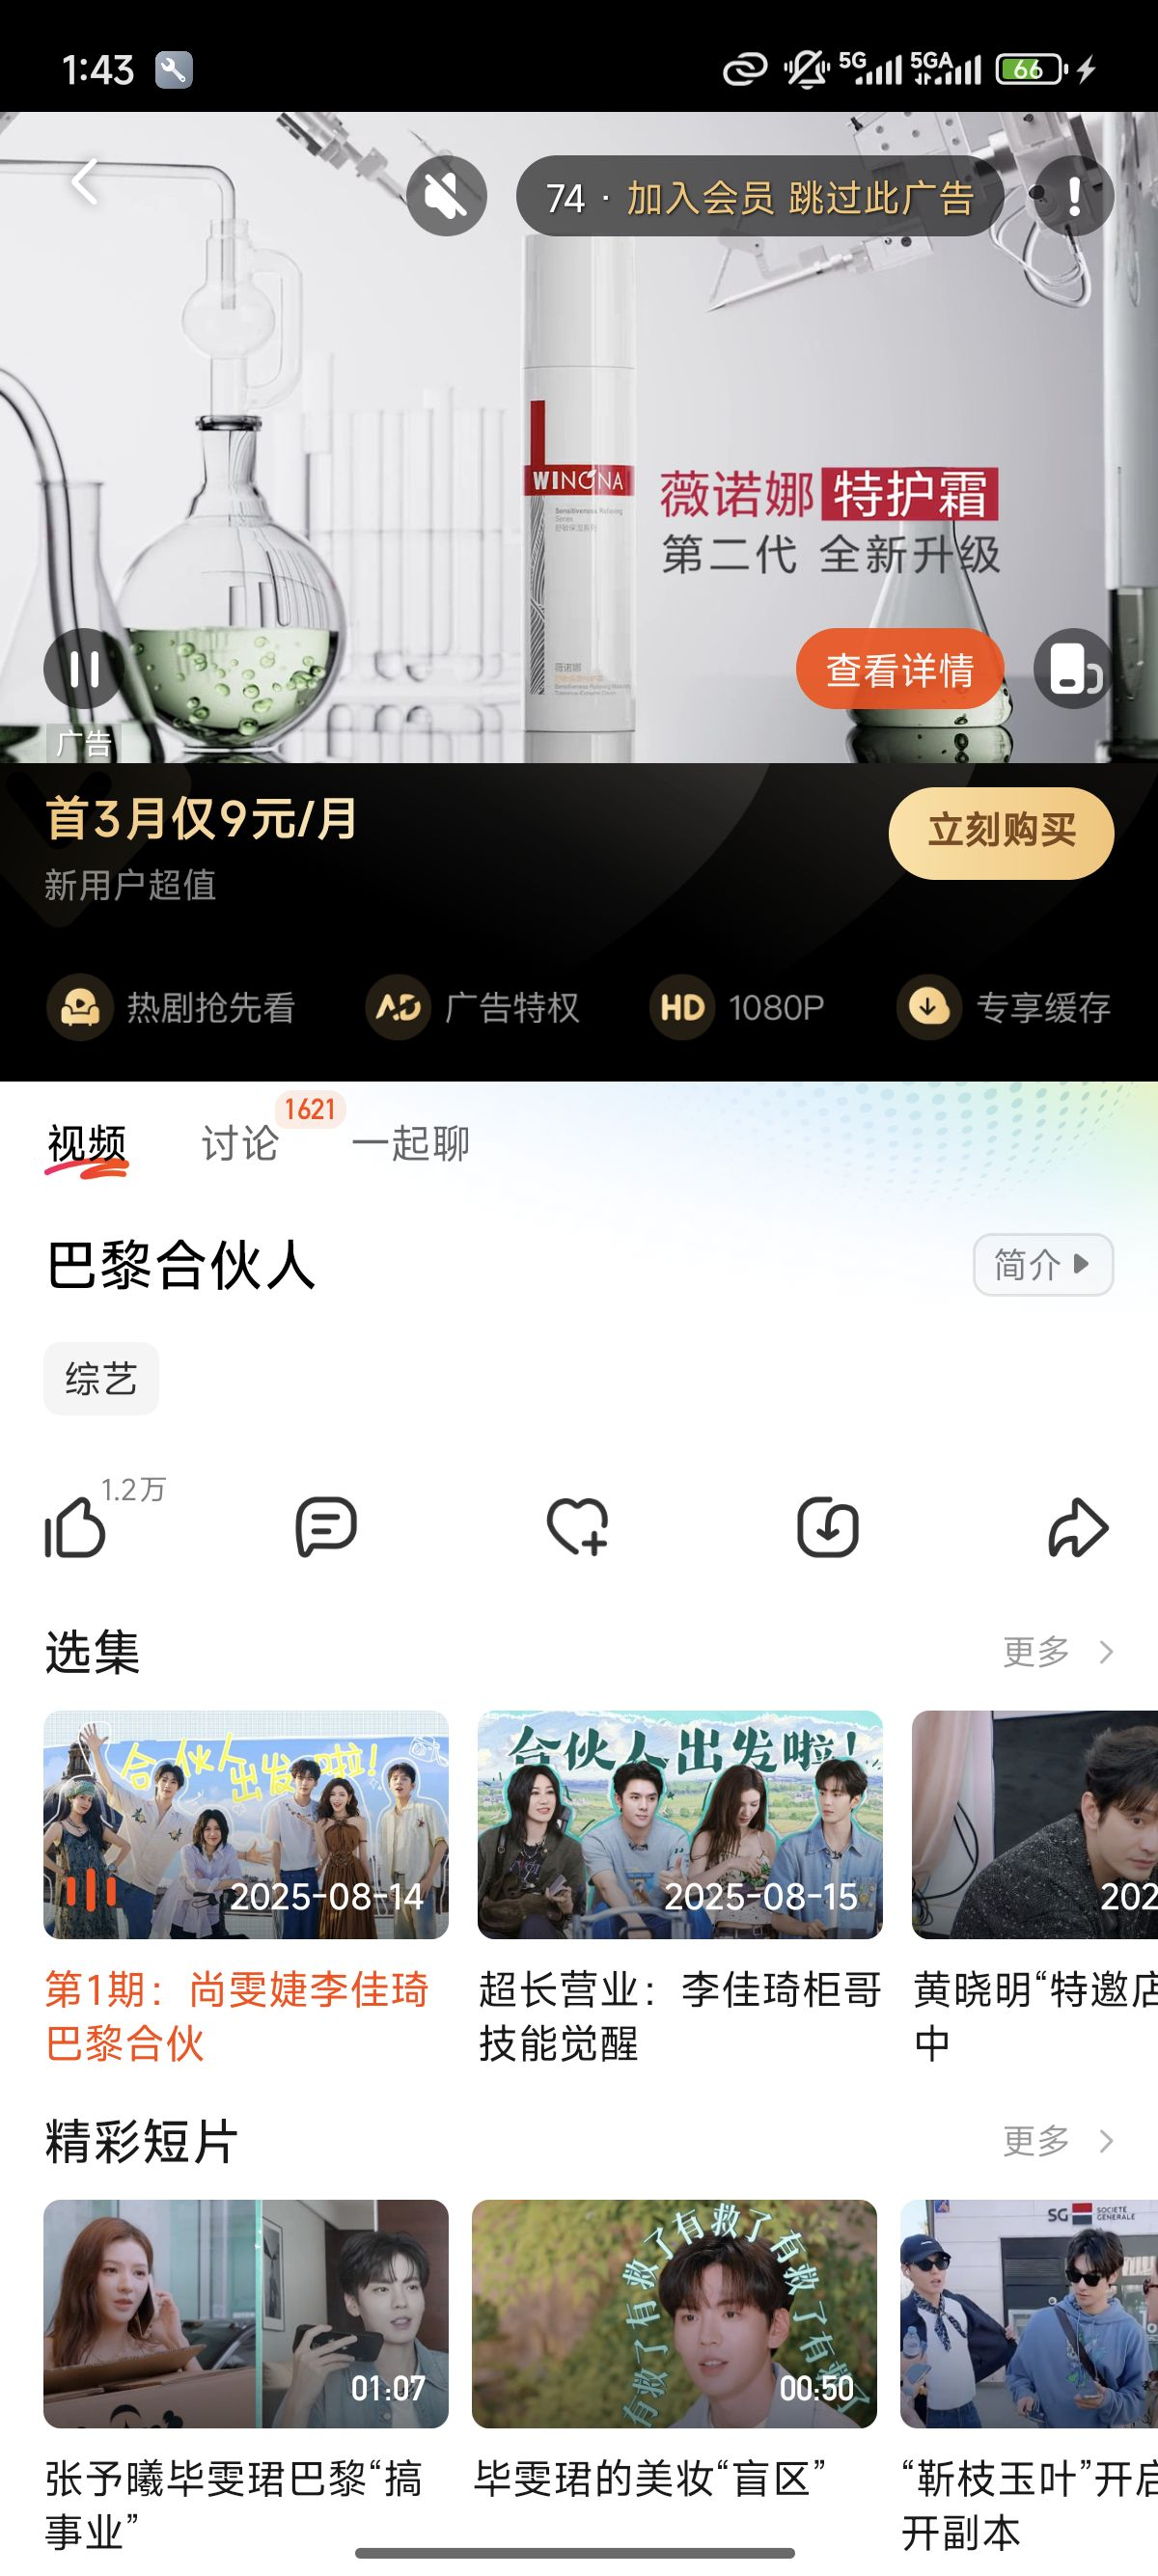 1:43
5G
5GA
66
74 · 加入会员 跳过此广告
WINONA
Sensitiveness Relieving
Series
薇诺娜 特护霜
第二代 全新升级
薇诺娜
查看详情
广告
首3月仅9元/月
立刻购买
新用户超值
热剧抢先看
AD 广告特权
HD 1080P
专享缓存
视频
讨论
1621
一起聊
巴黎合伙人
简介
综艺
1.2万
选集
更多
合伙人出发啦!
2025-08-14
合伙人出发啦!
2025-08-15
202
第1期：尚雯婕李佳琦
巴黎合伙
超长营业：李佳琦柜哥
技能觉醒
黄晓明“特邀店
中
精彩短片
更多
01:07
有救了有救了有救了有救了有救
00:50
SG SOCIETE GENERALE
张予曦毕雯珺巴黎“搞
事业”
毕雯珺的美妆“盲区”
“靳枝玉叶”开启
开副本